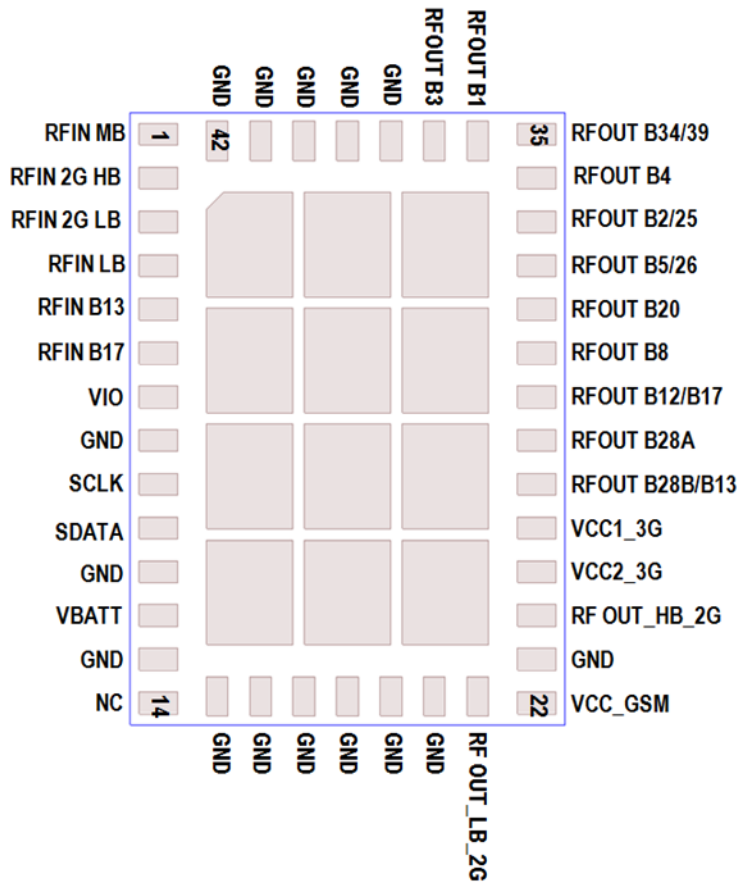 GND
GND
GND
GND
GND
RFOUT B3
RFOUT B1
RFIN MB
1
42
35
RFOUT B34/39
RFIN 2G HB
RFOUT B4
RFIN 2G LB
RFOUT B2/25
RFIN LB
RFOUT B5/26
RFIN B13
RFOUT B20
RFIN B17
RFOUT B8
VIO
RFOUT B12/B17
GND
RFOUT B28A
SCLK
RFOUT B28B/B13
SDATA
VCC1_3G
GND
VCC2_3G
VBATT
RF OUT_HB_2G
GND
GND
NC
14
22
VCC_GSM
GND
GND
GND
GND
GND
GND
RF OUT_LB_2G